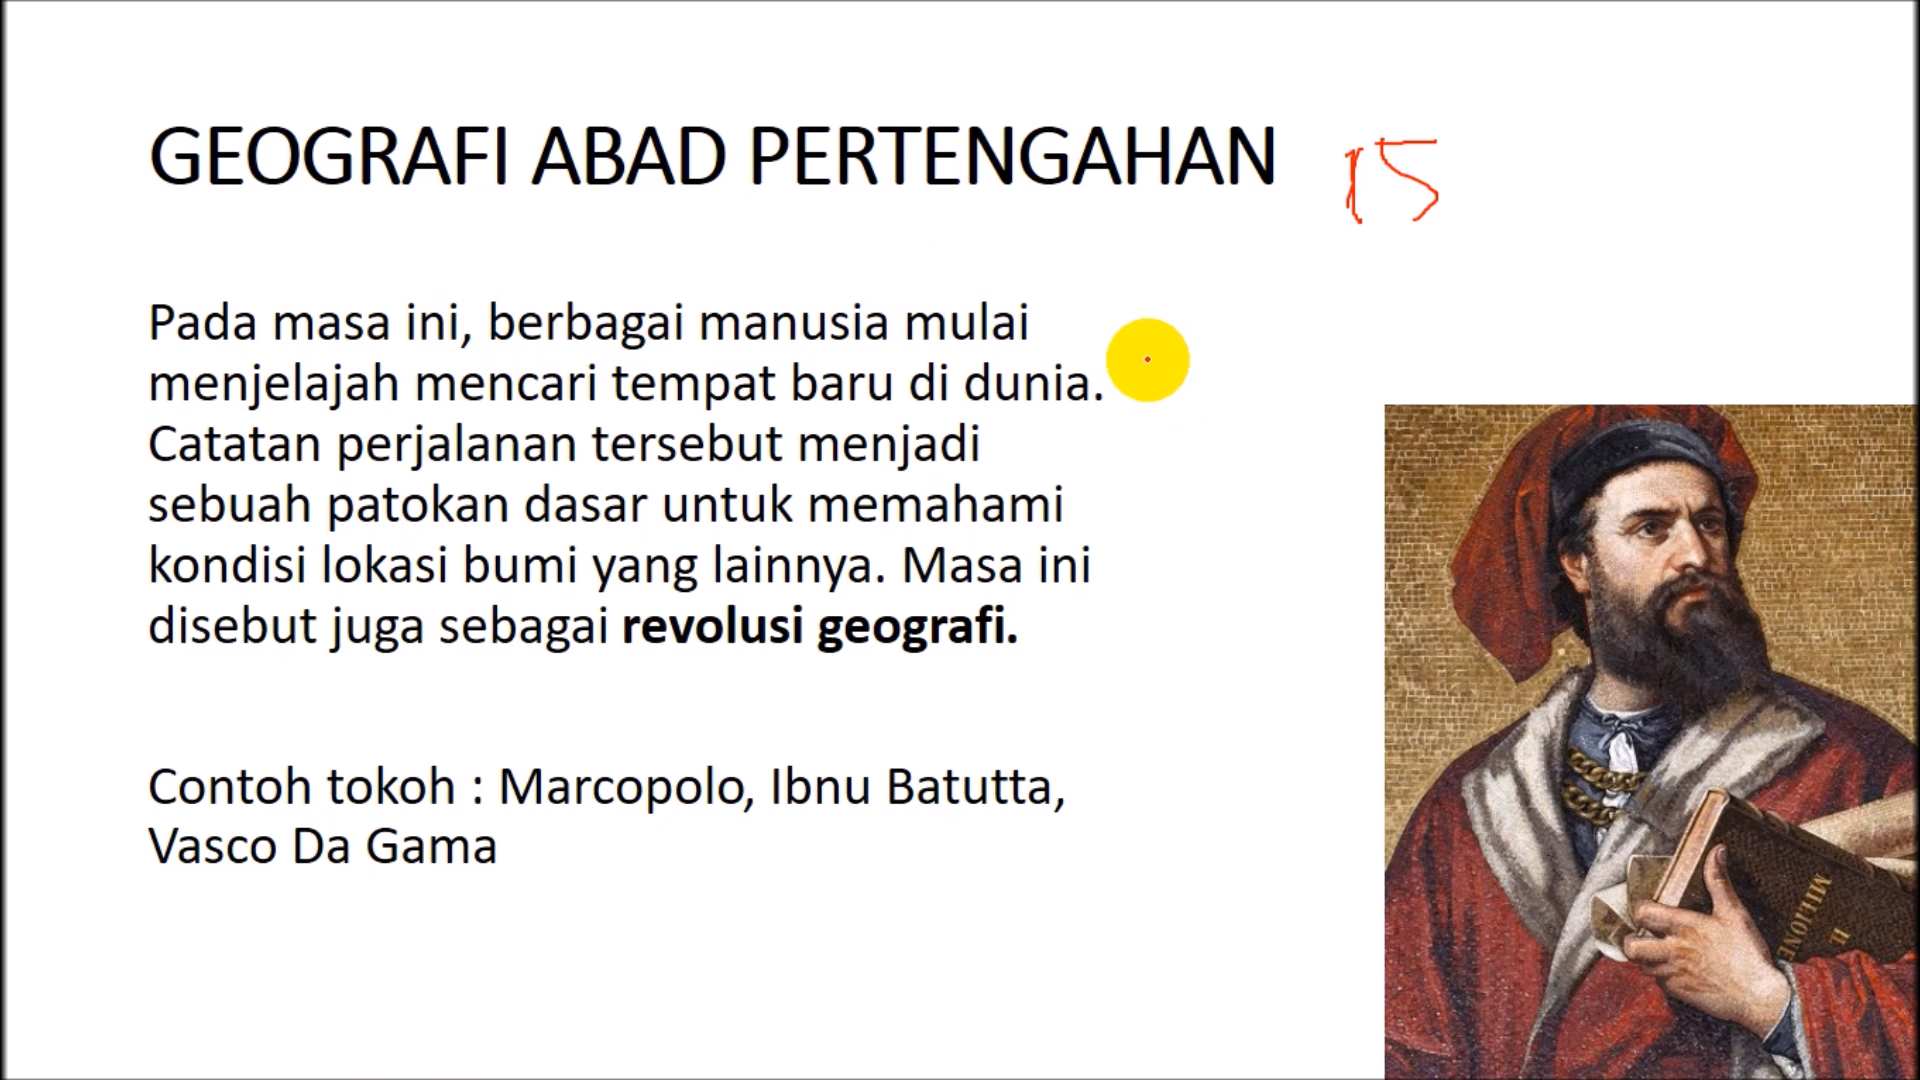 GEOGRAFI ABAD PERTENGAHAN
15
Pada masa ini, berbagai manusia mulai
menjelajah mencari tempat baru di dunia.
Catatan perjalanan tersebut menjadi
sebuah patokan dasar untuk memahami
kondisi lokasi bumi yang lainnya. Masa ini
disebut juga sebagai revolusi geografi.
Contoh tokoh : Marcopolo, Ibnu Batutta,
Vasco Da Gama
IL
MILIONE